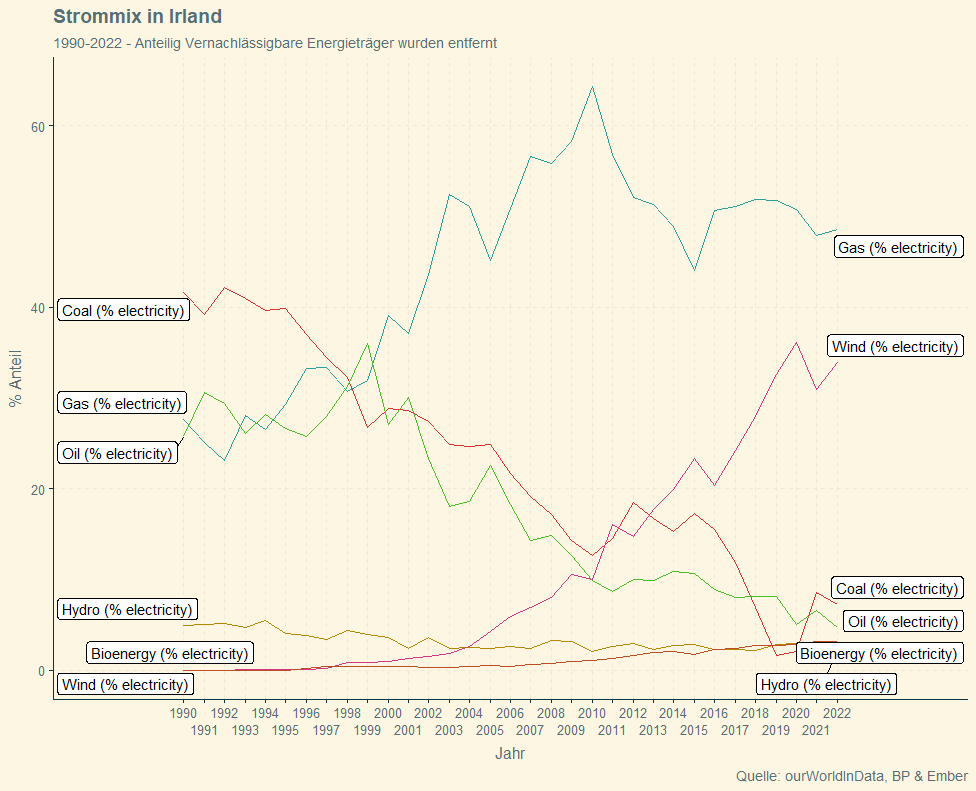 Strommix in Irland
1990-2022 - Anteilig Vernachlässigbare Energieträger wurden entfernt
% Anteil
60
40
20
0
Coal (% electricity)
Gas (% electricity)
Oil (% electricity)
Hydro (% electricity)
Bioenergy (% electricity)
Wind (% electricity)
Gas (% electricity)
Wind (% electricity)
Coal (% electricity)
Oil (% electricity)
Bioenergy (% electricity)
Hydro (% electricity)
1990 1992 1994 1996 1998 2000 2002 2004 2006 2008 2010 2012 2014 2016 2018 2020 2022
1991 1993 1995 1997 1999 2001 2003 2005 2007 2009 2011 2013 2015 2017 2019 2021
Jahr
Quelle: ourWorldInData, BP & Ember